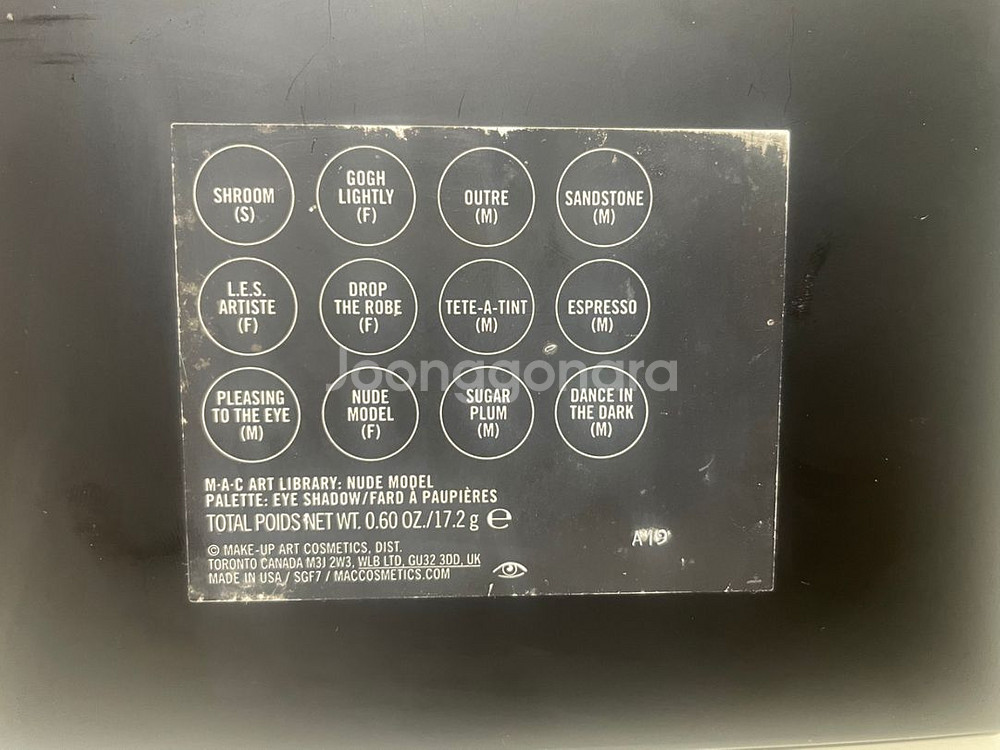 SHROOM
(S)
GOGH
LIGHTLY
(F)
OUTRE
(M)
SANDSTONE
(M)
L.E.S.
ARTISTE
(F)
DROP
THE ROBE
(F)
TETE-A-TINT
(M)
ESPRESSO
(M)
Joonggonara
PLEASING
TO THE EYE
(M)
NUDE
MODEL
(F)
SUGAR
PLUM
(M)
DANCE IN
THE DARK
(M)
M·A·C ART LIBRARY: NUDE MODEL
PALETTE: EYE SHADOW/FARD À PAUPIÈRES
TOTAL POIDS NET WT. 0.60 OZ./17.2 g ℮
© MAKE-UP ART COSMETICS, DIST.
TORONTO CANADA M3J 2W3, WLB LTD, GU32 3DD, UK
MADE IN USA / SGF7 / MACCOSMETICS.COM